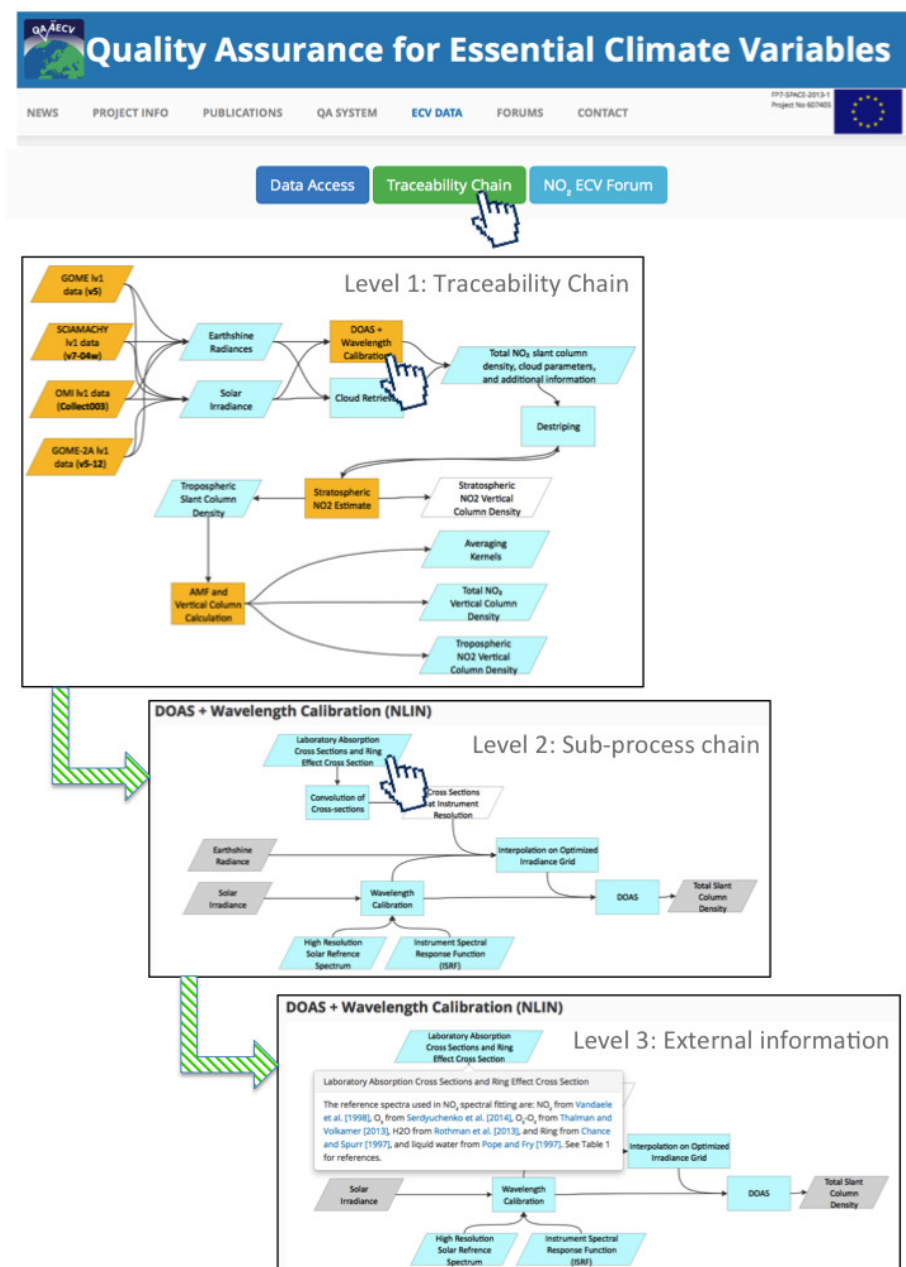 QA4ECV
Quality Assurance for Essential Climate Variables
NEWS PROJECT INFO PUBLICATIONS QA SYSTEM ECV DATA FORUMS CONTACT
FP7-SPACE-2013-1
Project No 607405
Data Access Traceability Chain NO₂ ECV Forum
Level 1: Traceability Chain
GOME lv1
data (v5)
SCIAMACHY
lv1 data
(v7-04w)
OMI lv1 data
(Collect003)
GOME-2A lv1
data (v5-12)
Earthshine
Radiances
Solar
Irradiance
DOAS +
Wavelength
Calibration
Cloud
Total NO₂ slant column
density, cloud parameters,
and additional information
Destriping
Stratospheric
NO2 Estimate
Stratospheric
NO2 Vertical
Column Density
Tropospheric
Slant Column
Density
AMF and
Vertical Column
Calculation
Averaging
Kernels
Total NO₂
Vertical Column
Density
Tropospheric
NO2 Vertical
Column Density
DOAS + Wavelength Calibration (NLIN)
Level 2: Sub-process chain
Laboratory Absorption
Cross Sections and Ring
Effect Cross Section
Convolution of
Cross-sections
Cross Sections
at Instrument
Resolution
Earthshine
Radiance
Interpolation on Optimized
Irradiance Grid
Solar
Irradiance
Wavelength
Calibration
DOAS
Total Slant
Column
Density
High Resolution
Solar Refrence
Spectrum
Instrument Spectral
Response Function
(ISRF)
DOAS + Wavelength Calibration (NLIN)
Level 3: External information
Laboratory Absorption
Cross Sections and Ring
Effect Cross Section
Laboratory Absorption Cross Sections and Ring Effect Cross Section
The reference spectra used in NO₂ spectral fitting are: NO₂ from Vandaele
et al. [1998], O₃ from Serdyuchenko et al. [2014], O₂-O₂ from Thalman and
Volkamer [2013], H2O from Rothman et al. [2013], and Ring from Chance
and Spurr [1997], and liquid water from Pope and Fry [1997]. See Table 1
for references.
Interpolation on Optimized
Irradiance Grid
Solar
Irradiance
Wavelength
Calibration
DOAS
Total Slant
Column
Density
High Resolution
Solar Refrence
Spectrum
Instrument Spectral
Response Function
(ISRF)